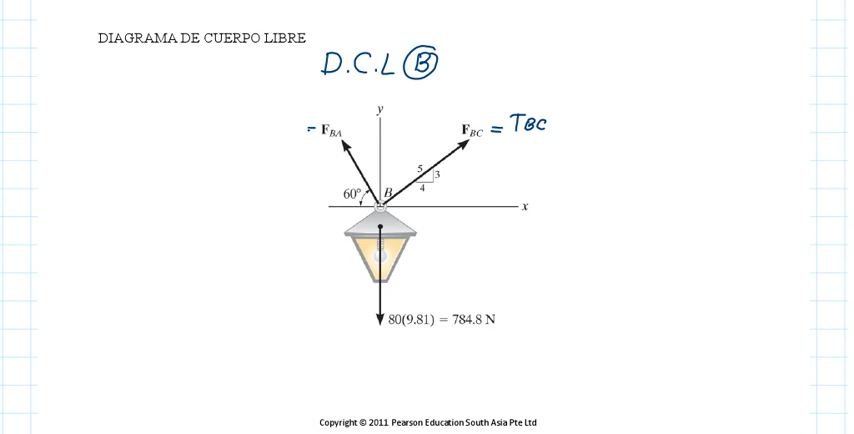 DIAGRAMA DE CUERPO LIBRE
D.C.L B
y
- F_BA
F_BC = TBC
5
3
4
60°
B
x
80(9.81) = 784.8 N
Copyright © 2011 Pearson Education South Asia Pte Ltd